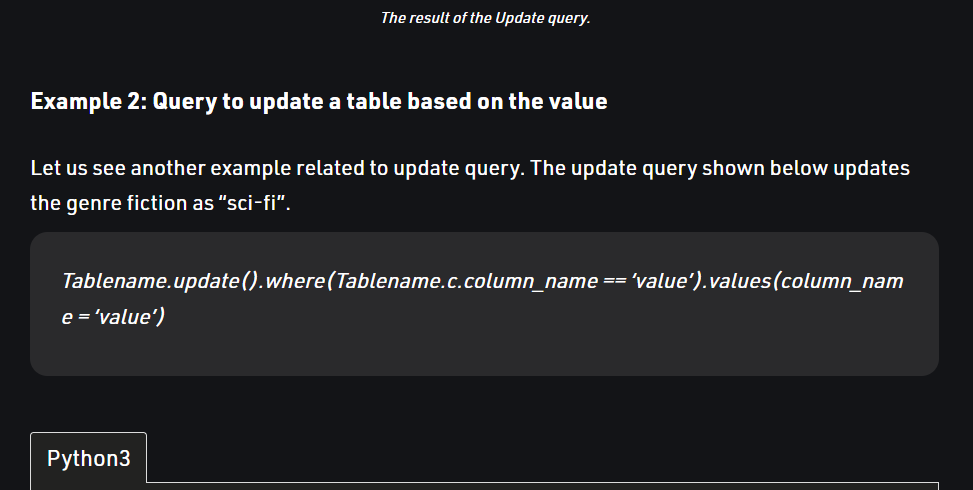 The result of the Update query.
Example 2: Query to update a table based on the value
Let us see another example related to update query. The update query shown below updates
the genre fiction as “sci-fi”.
Tablename.update().where(Tablename.c.column_name == ‘value’).values(column_nam
e = ‘value’)
Python3